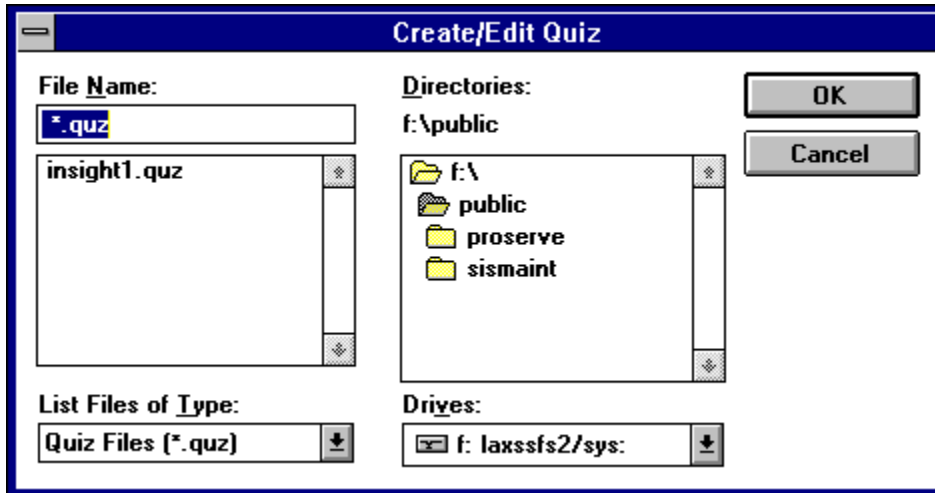 Create/Edit Quiz
File Name:
*.quz
insight1.quz
List Files of Type:
Quiz Files (*.quz)
Directories:
f:\public
f:\
public
proserve
sismaint
Drives:
f: laxssfs2/sys:
OK
Cancel